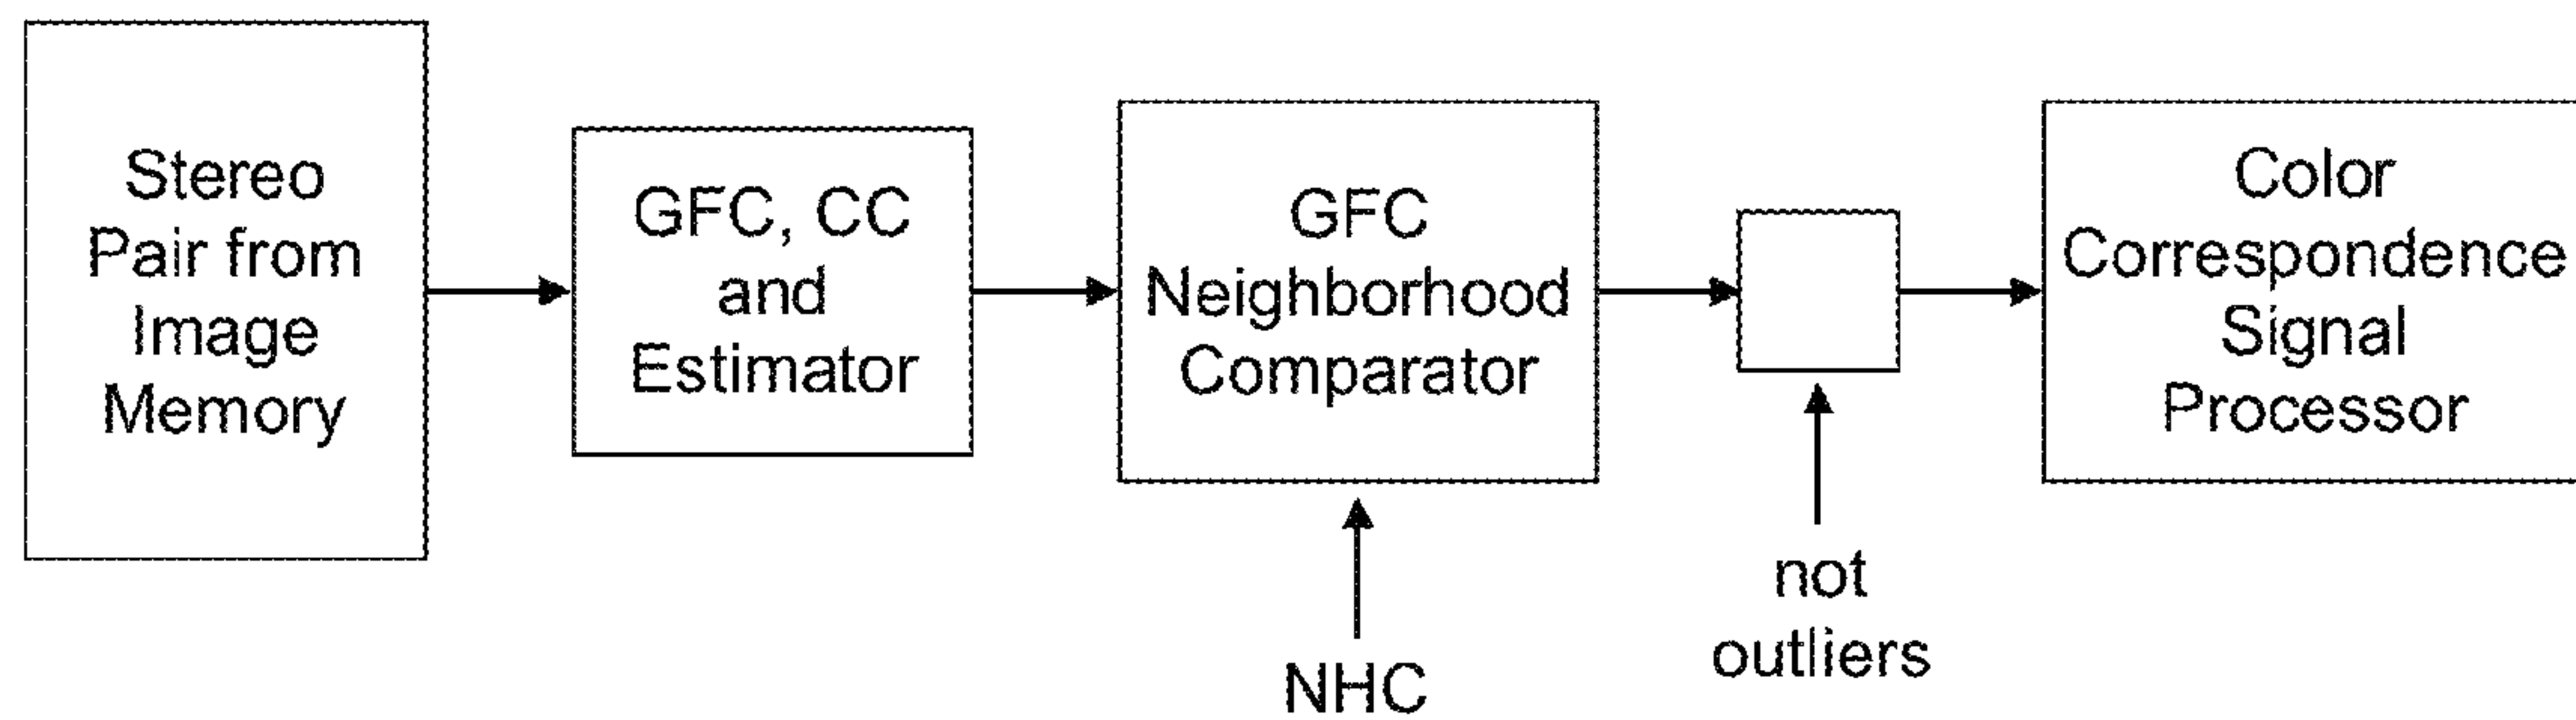 Stereo
Pair from
Image
Memory
GFC, CC
and
Estimator
GFC
Neighborhood
Comparator
NHC
not
outliers
Color
Correspondence
Signal
Processor